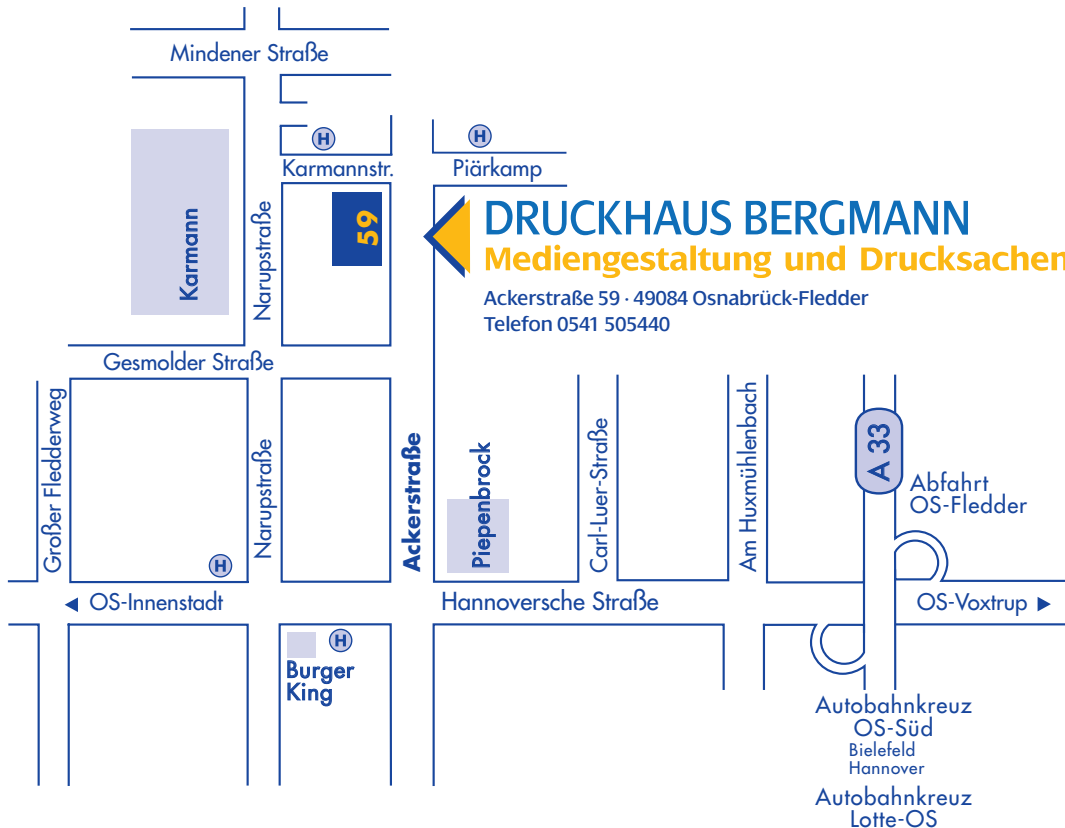 Mindener Straße
H
H
Karmannstr.
Piärkamp
Karmann
Narupstraße
59
DRUCKHAUS BERGMANN
Mediengestaltung und Drucksachen
Ackerstraße 59 · 49084 Osnabrück-Fledder
Telefon 0541 505440
Gesmolder Straße
Großer Fledderweg
Narupstraße
Ackerstraße
Piepenbrock
Carl-Luer-Straße
Am Huxmühlenbach
A 33
Abfahrt
OS-Fledder
H
◄ OS-Innenstadt
Hannoversche Straße
OS-Voxtrup ►
H
Burger
King
Autobahnkreuz
OS-Süd
Bielefeld
Hannover
Autobahnkreuz
Lotte-OS